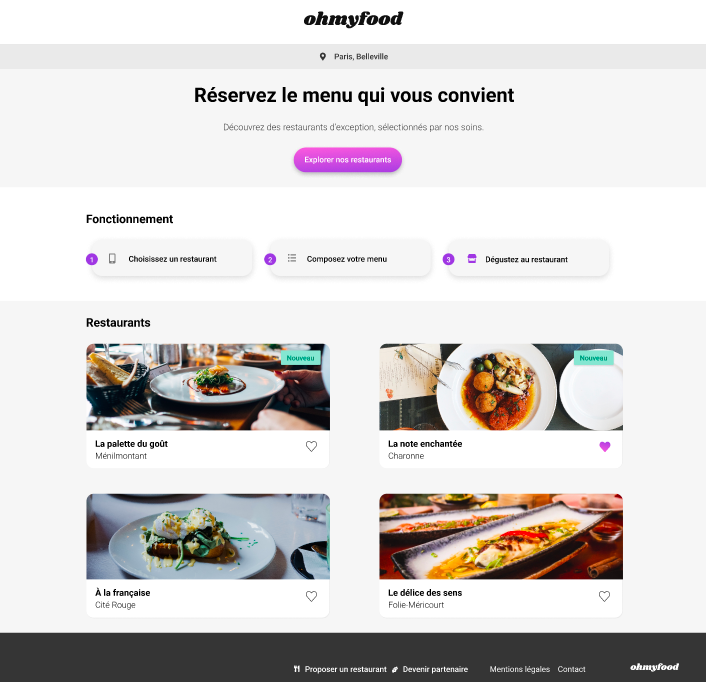 ohmyfood
Paris, Belleville
Réservez le menu qui vous convient
Découvrez des restaurants d'exception, sélectionnés par nos soins.
Explorer nos restaurants
Fonctionnement
1 Choisissez un restaurant
2 Composez votre menu
3 Dégustez au restaurant
Restaurants
Nouveau
La palette du goût
Ménilmontant
Nouveau
La note enchantée
Charonne
À la française
Cité Rouge
Le délice des sens
Folie-Méricourt
Proposer un restaurant Devenir partenaire Mentions légales Contact ohmyfood